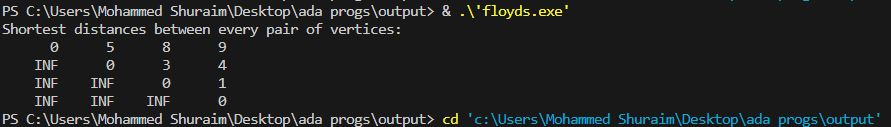 PS C:\Users\Mohammed Shuraim\Desktop\ada progs\output> & .\'floyds.exe'
Shortest distances between every pair of vertices:
      0      5      8      9
    INF      0      3      4
    INF    INF      0      1
    INF    INF    INF      0
PS C:\Users\Mohammed Shuraim\Desktop\ada progs\output> cd 'c:\Users\Mohammed Shuraim\Desktop\ada progs\output'